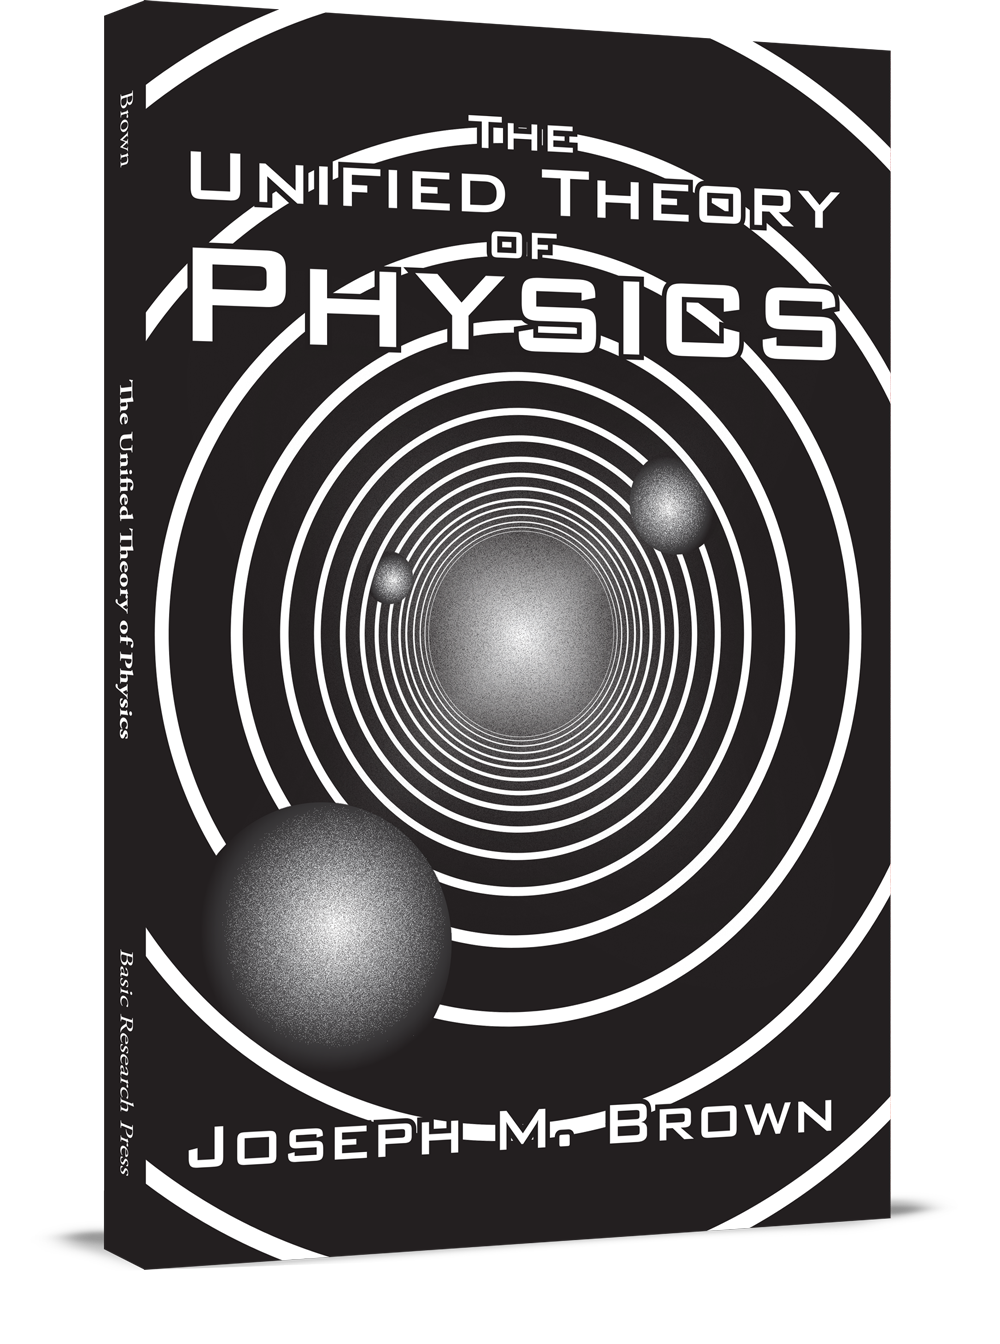 Brown
The Unified Theory of Physics
Basic Research Press
The
Unified Theory
of
Physics
Joseph M. Brown